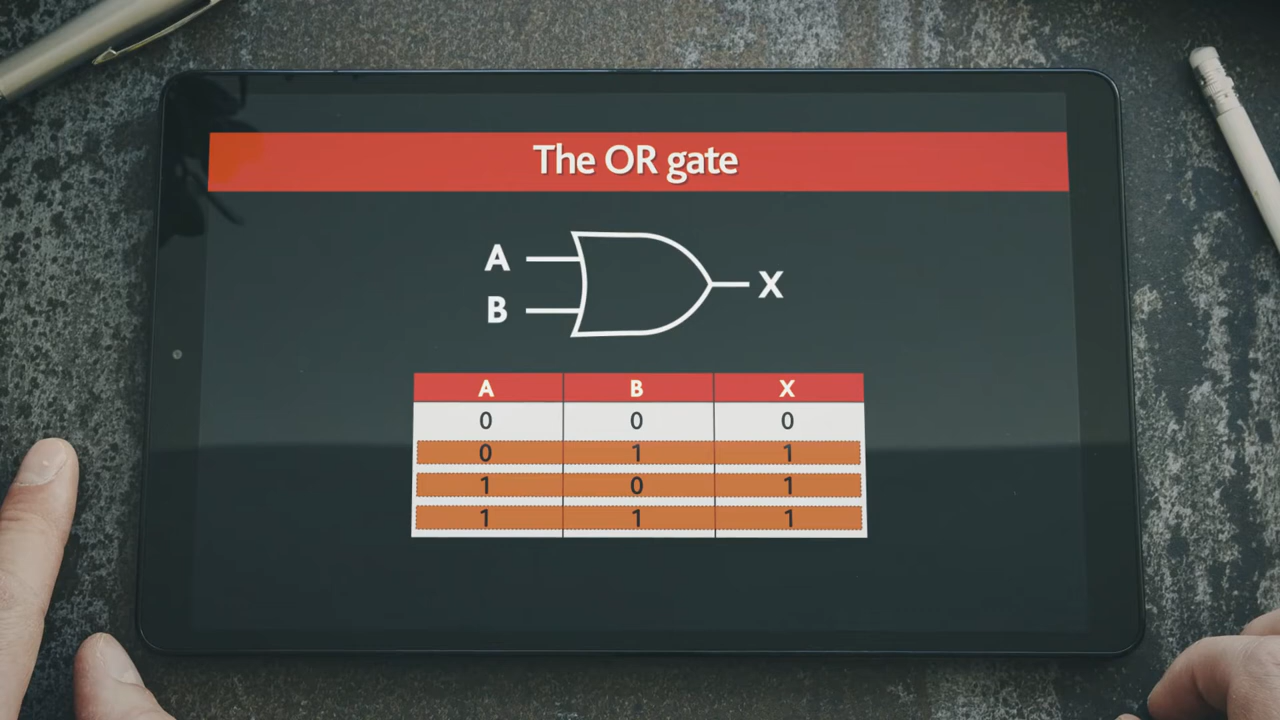 The OR gate
A
B
X
A B X
0 0 0
0 1 1
1 0 1
1 1 1